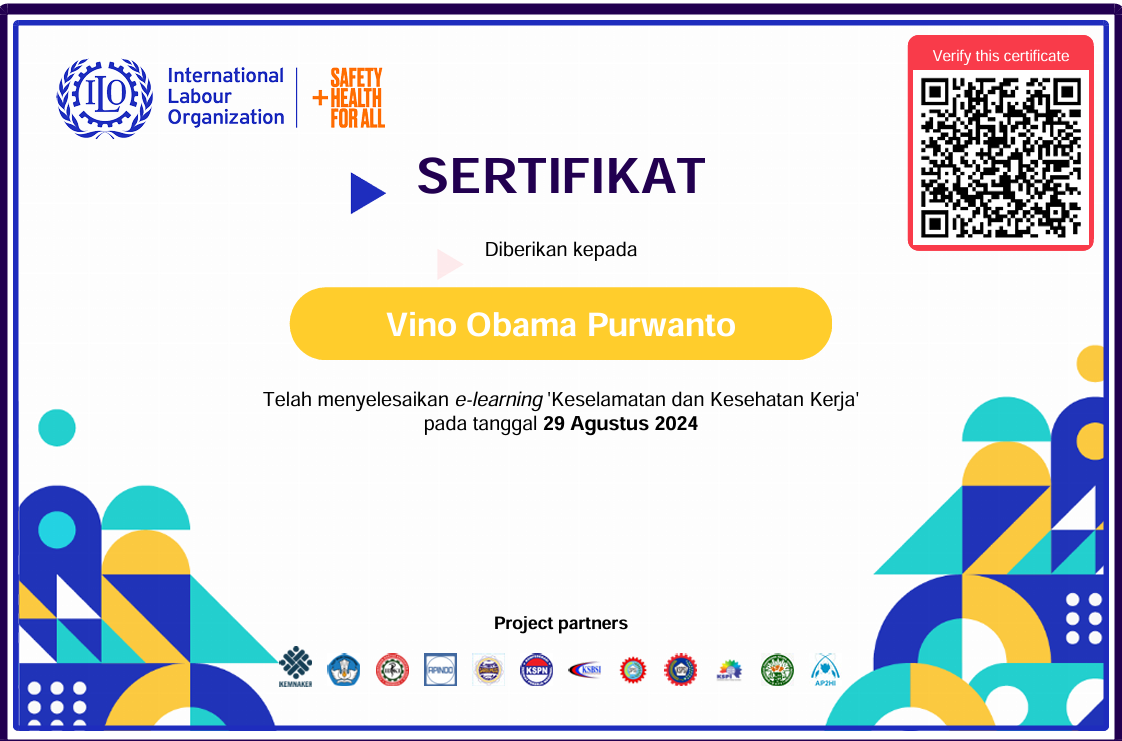 International
Labour
Organization
SAFETY
+HEALTH
FOR ALL
ILO
Verify this certificate
SERTIFIKAT
Diberikan kepada
Vino Obama Purwanto
Telah menyelesaikan e-learning 'Keselamatan dan Kesehatan Kerja'
pada tanggal 29 Agustus 2024
Project partners
KEMNAKER
APINDO
KSPN
KSBSI
KSPI
AP2HI